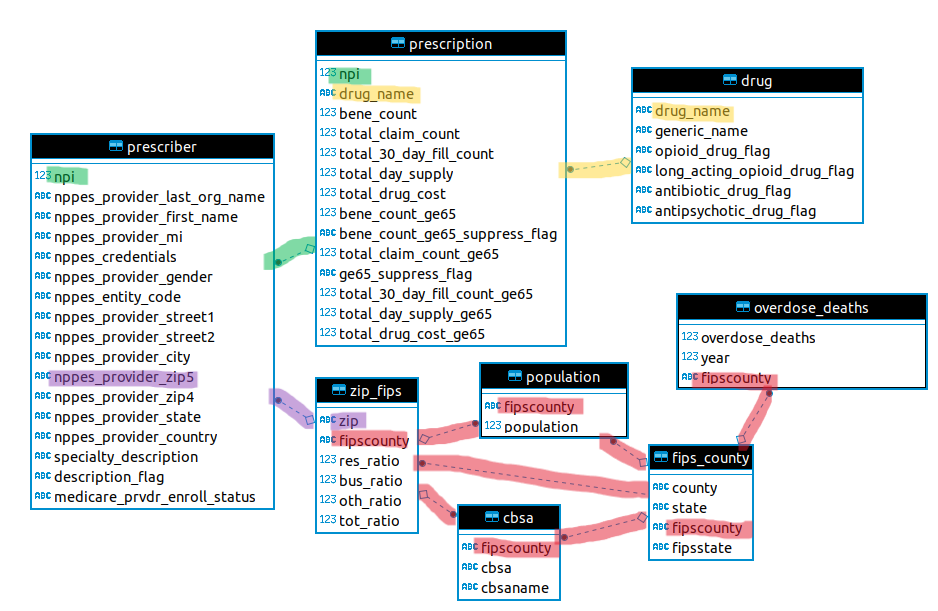 prescription
123 npi
ABC drug_name
123 bene_count
123 total_claim_count
123 total_30_day_fill_count
123 total_day_supply
123 total_drug_cost
123 bene_count_ge65
ABC bene_count_ge65_suppress_flag
123 total_claim_count_ge65
ABC ge65_suppress_flag
123 total_30_day_fill_count_ge65
123 total_day_supply_ge65
123 total_drug_cost_ge65
drug
ABC drug_name
ABC generic_name
ABC opioid_drug_flag
ABC long_acting_opioid_drug_flag
ABC antibiotic_drug_flag
ABC antipsychotic_drug_flag
prescriber
123 npi
ABC nppes_provider_last_org_name
ABC nppes_provider_first_name
ABC nppes_provider_mi
ABC nppes_credentials
ABC nppes_provider_gender
ABC nppes_entity_code
ABC nppes_provider_street1
ABC nppes_provider_street2
ABC nppes_provider_city
ABC nppes_provider_zip5
ABC nppes_provider_zip4
ABC nppes_provider_state
ABC nppes_provider_country
ABC specialty_description
ABC description_flag
ABC medicare_prvdr_enroll_status
overdose_deaths
123 overdose_deaths
123 year
ABC fipscounty
zip_fips
ABC zip
ABC fipscounty
123 res_ratio
123 bus_ratio
123 oth_ratio
123 tot_ratio
population
ABC fipscounty
123 population
fips_county
ABC county
ABC state
ABC fipscounty
ABC fipsstate
cbsa
ABC fipscounty
ABC cbsa
ABC cbsaname